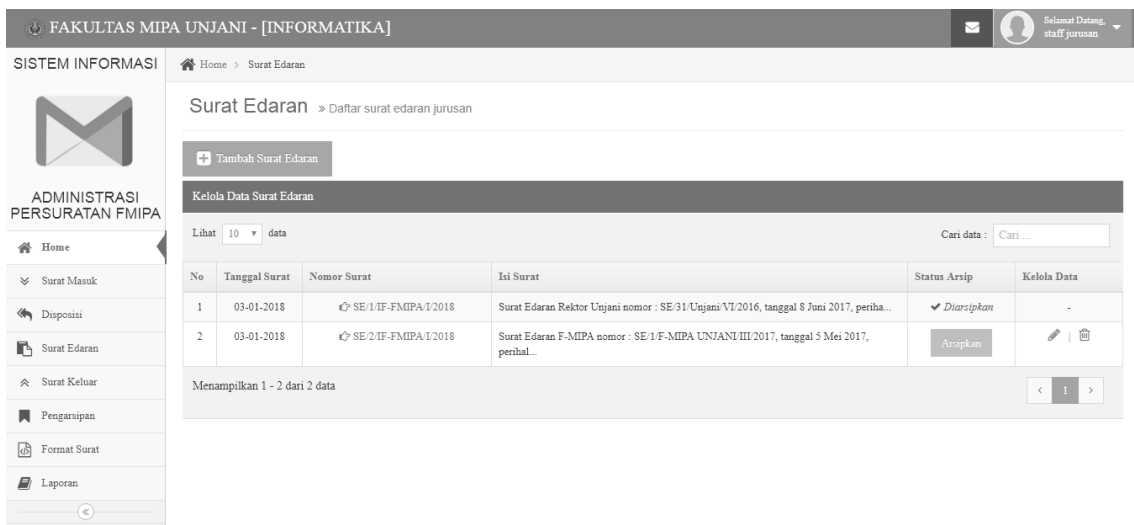 FAKULTAS MIPA UNJANI - [INFORMATIKA]
Selamat Datang,
staff jurusan
SISTEM INFORMASI
ADMINISTRASI
PERSURATAN FMIPA
Home
Surat Masuk
Disposisi
Surat Edaran
Surat Keluar
Pengarsipan
Format Surat
Laporan
Home > Surat Edaran
Surat Edaran » Daftar surat edaran jurusan
Tambah Surat Edaran
Kelola Data Surat Edaran
Lihat 10 data
Cari data : Cari ...
No Tanggal Surat Nomor Surat Isi Surat Status Arsip Kelola Data
1 03-01-2018 SE/1/IF-FMIPA/I/2018 Surat Edaran Rektor Unjani nomor : SE/31/Unjani/VI/2016, tanggal 8 Juni 2017, periha... Diarsipkan -
2 03-01-2018 SE/2/IF-FMIPA/I/2018 Surat Edaran F-MIPA nomor : SE/1/F-MIPA UNJANI/III/2017, tanggal 5 Mei 2017, Arsipkan |
perihal...
Menampilkan 1 - 2 dari 2 data
< 1 >